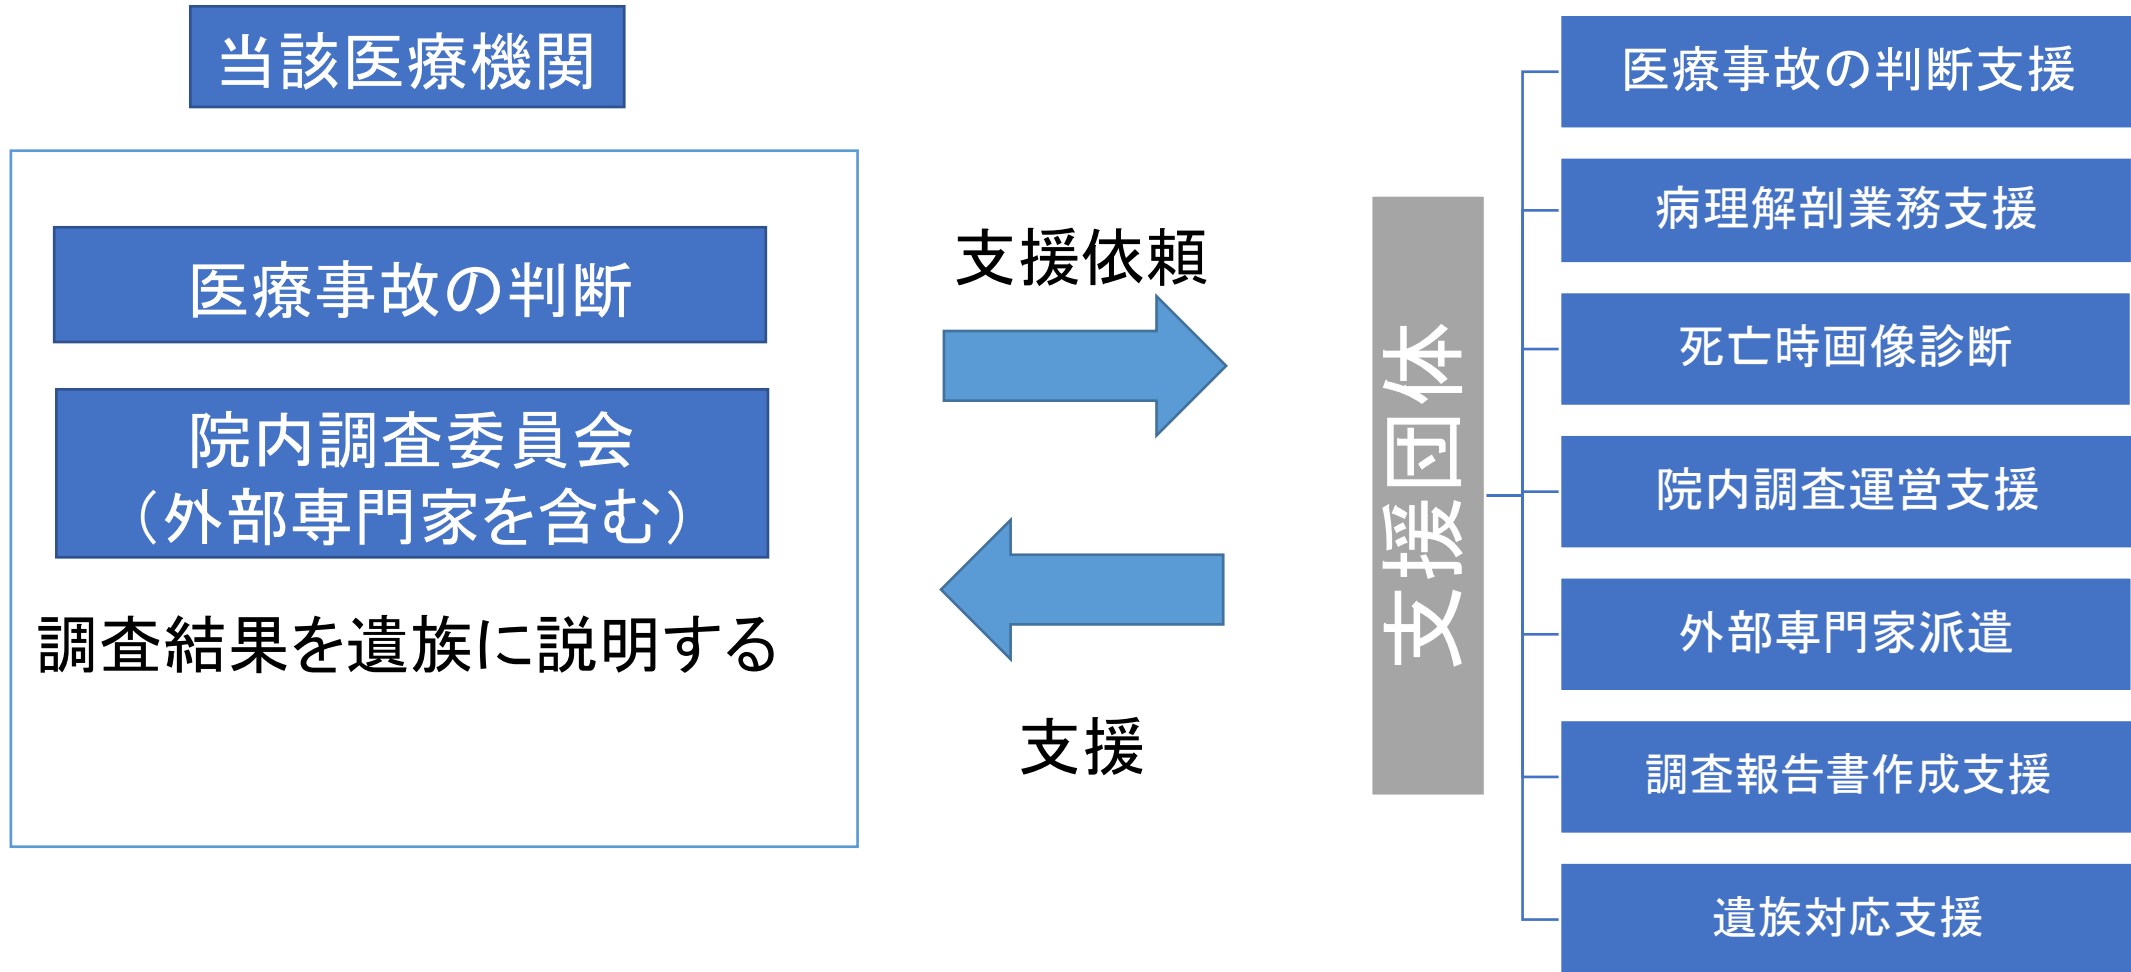 当該医療機関
医療事故の判断
院内調査委員会
（外部専門家を含む）
調査結果を遺族に説明する
支援依頼
支援
支援団体
医療事故の判断支援
病理解剖業務支援
死亡時画像診断
院内調査運営支援
外部専門家派遣
調査報告書作成支援
遺族対応支援